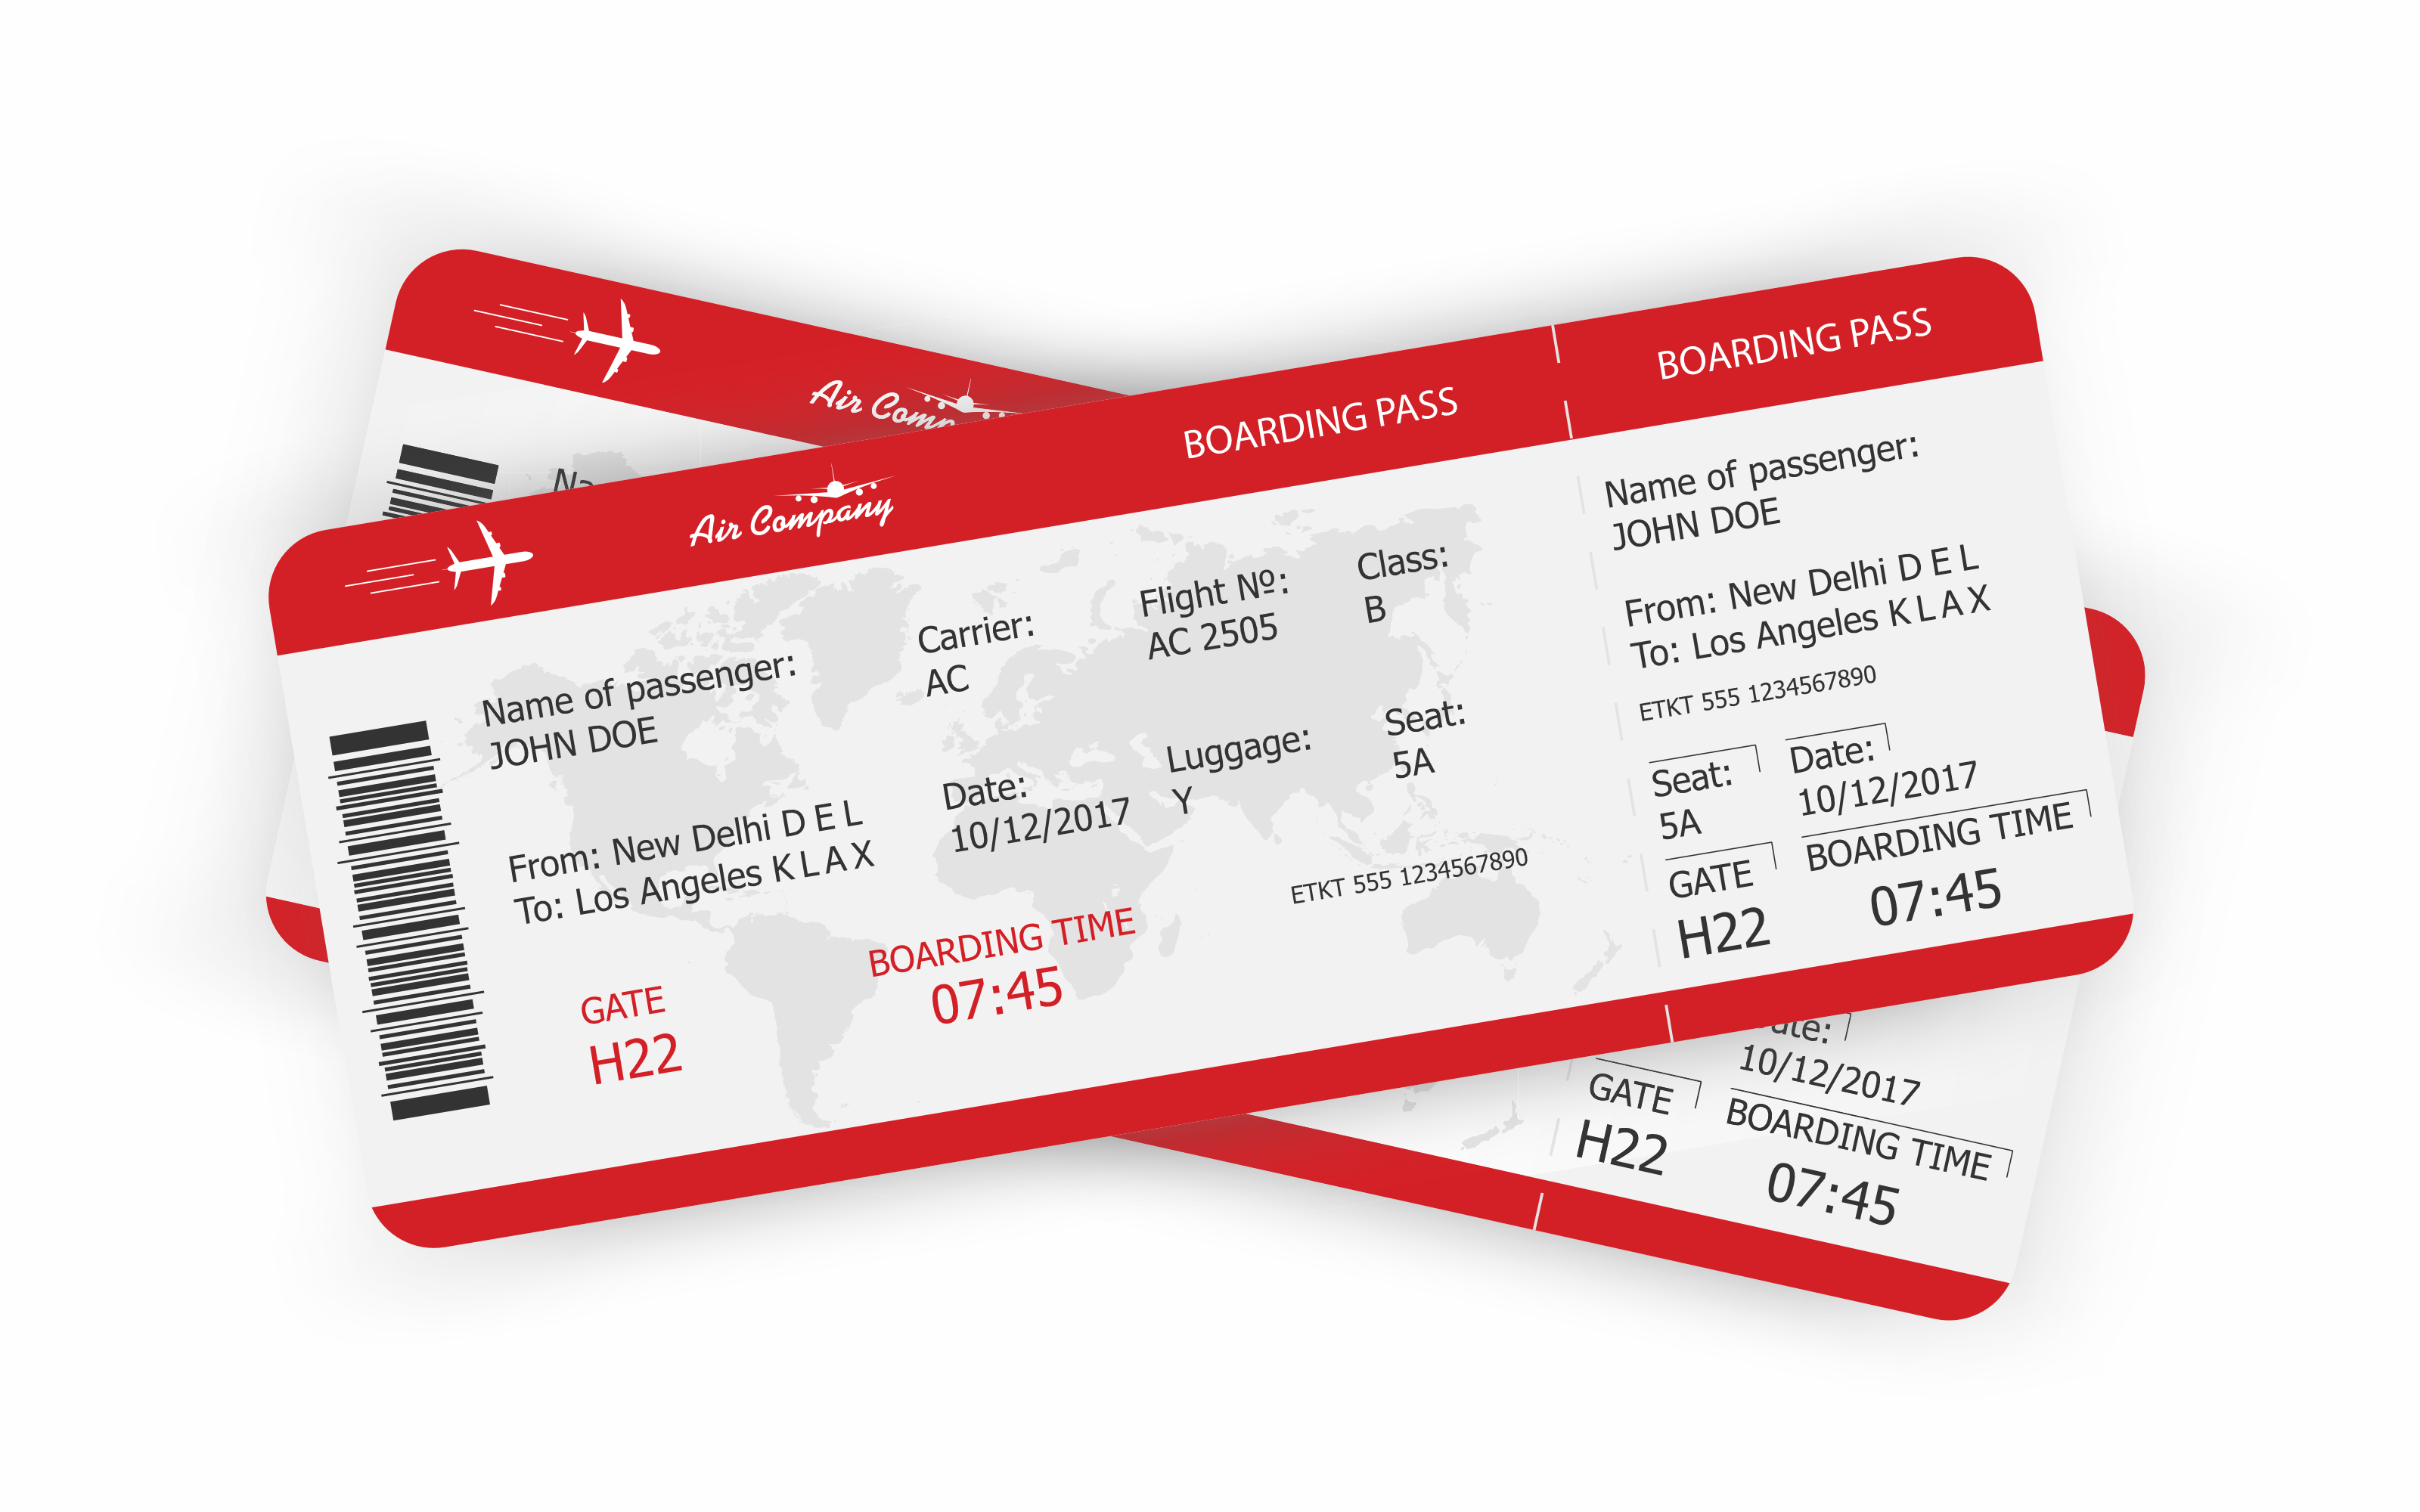 Air Company
BOARDING PASS
Name of passenger:
JOHN DOE
Carrier:
AC
Flight Nº:
AC 2505
Class:
B
From: New Delhi D E L
To: Los Angeles K L A X
Date:
10/12/2017
Luggage:
Y
Seat:
5A
ETKT 555 1234567890
GATE
H22
BOARDING TIME
07:45
BOARDING PASS
Name of passenger:
JOHN DOE
From: New Delhi D E L
To: Los Angeles K L A X
ETKT 555 1234567890
Seat:
5A
Date:
10/12/2017
GATE
H22
BOARDING TIME
07:45
Air
10/12/2017
GATE
H22
BOARDING TIME
07:45